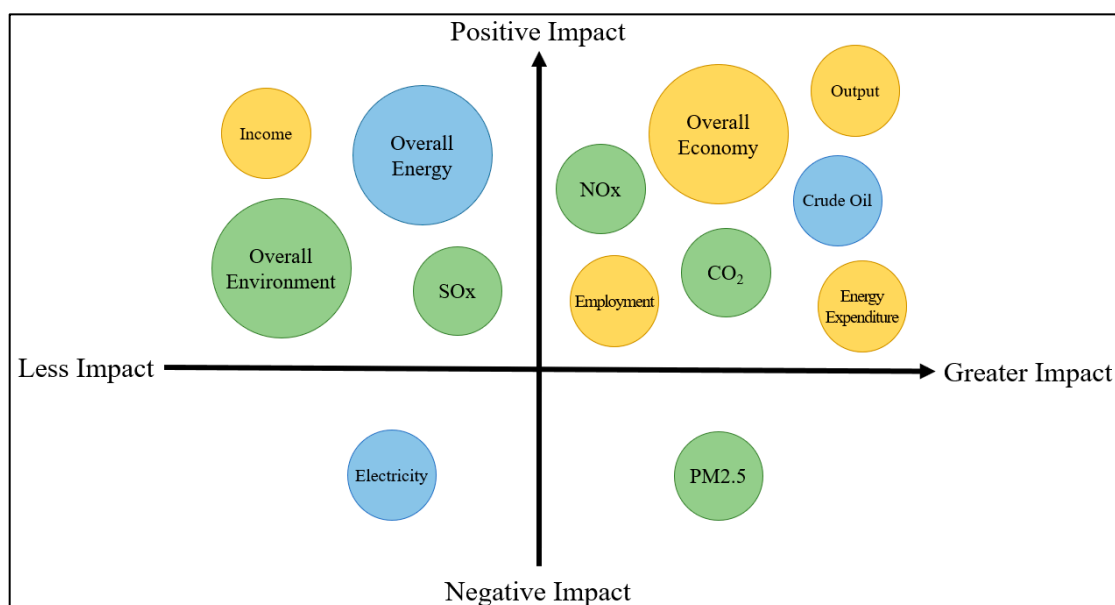 Positive Impact
Income
Overall
Energy
Overall
Economy
Output
NOx
Crude Oil
Overall
Environment
SOx
Employment
CO₂
Energy
Expenditure
Less Impact
Greater Impact
Electricity
PM2.5
Negative Impact